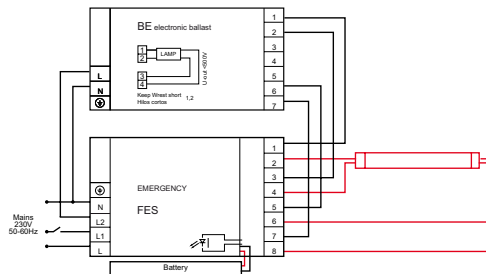 BE electronic ballast
1
2
3
4
5
6
7
1
2
3
4
LAMP
U-out <500V
Keep Wrest short 1,2
Hilos cortos
L
N
EMERGENCY
FES
1
2
3
4
5
6
7
8
N
L2
L1
L
Mains
230V
50-60Hz
Battery